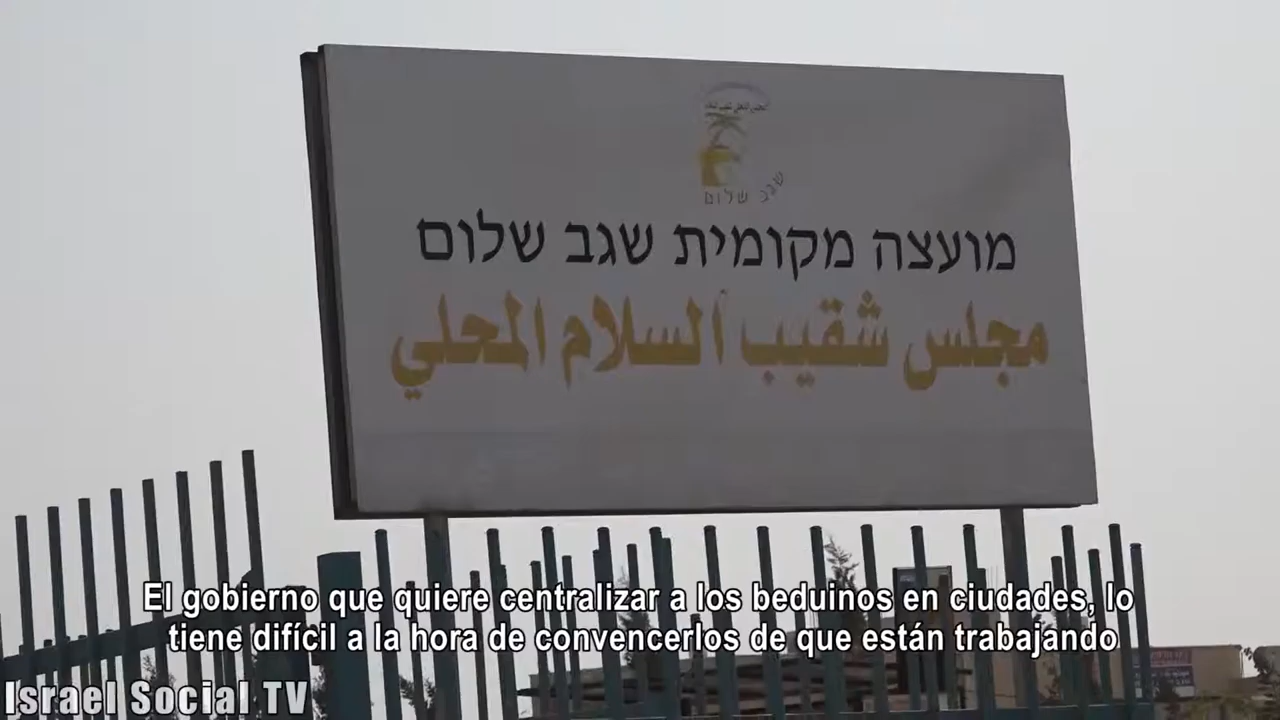 שגב שלום
מועצה מקומית שגב שלום
مجلس شقيب السلام المحلي
El gobierno que quiere centralizar a los beduinos en ciudades, lo
tiene difícil a la hora de convencerlos de que están trabajando
Israel Social TV